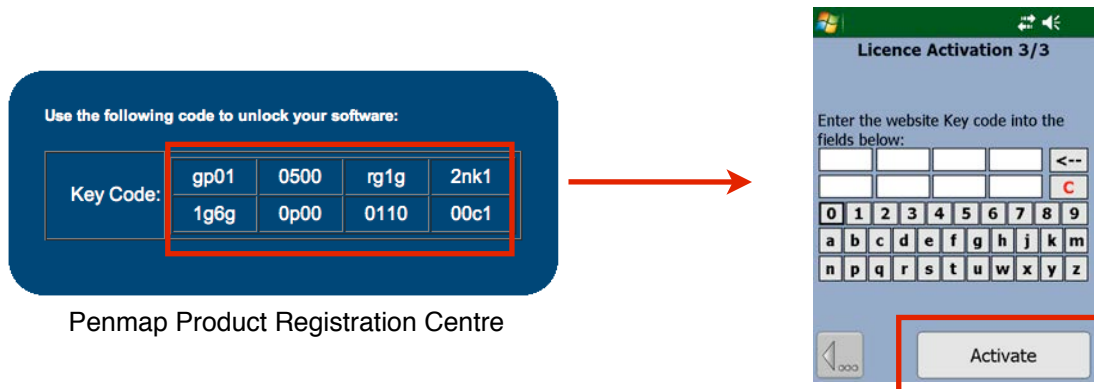 Use the following code to unlock your software:
Key Code:
gp01 0500 rg1g 2nk1
1g6g 0p00 0110 00c1
Penmap Product Registration Centre
Licence Activation 3/3
Enter the website Key code into the
fields below:
<--
C
0 1 2 3 4 5 6 7 8 9
a b c d e f g h j k m
n p q r s t u w x y z
Activate